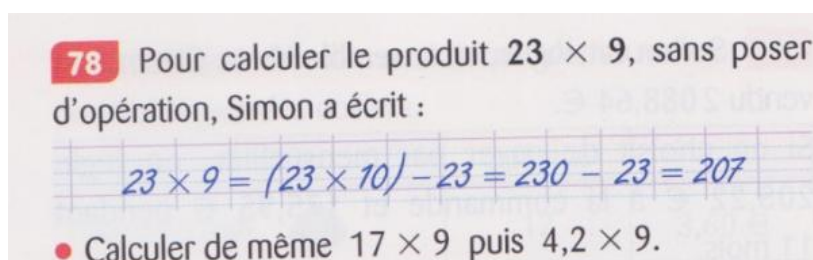 78 Pour calculer le produit 23 × 9, sans poser
d'opération, Simon a écrit :
23 × 9 = (23 × 10) – 23 = 230 – 23 = 207
• Calculer de même 17 × 9 puis 4,2 × 9.